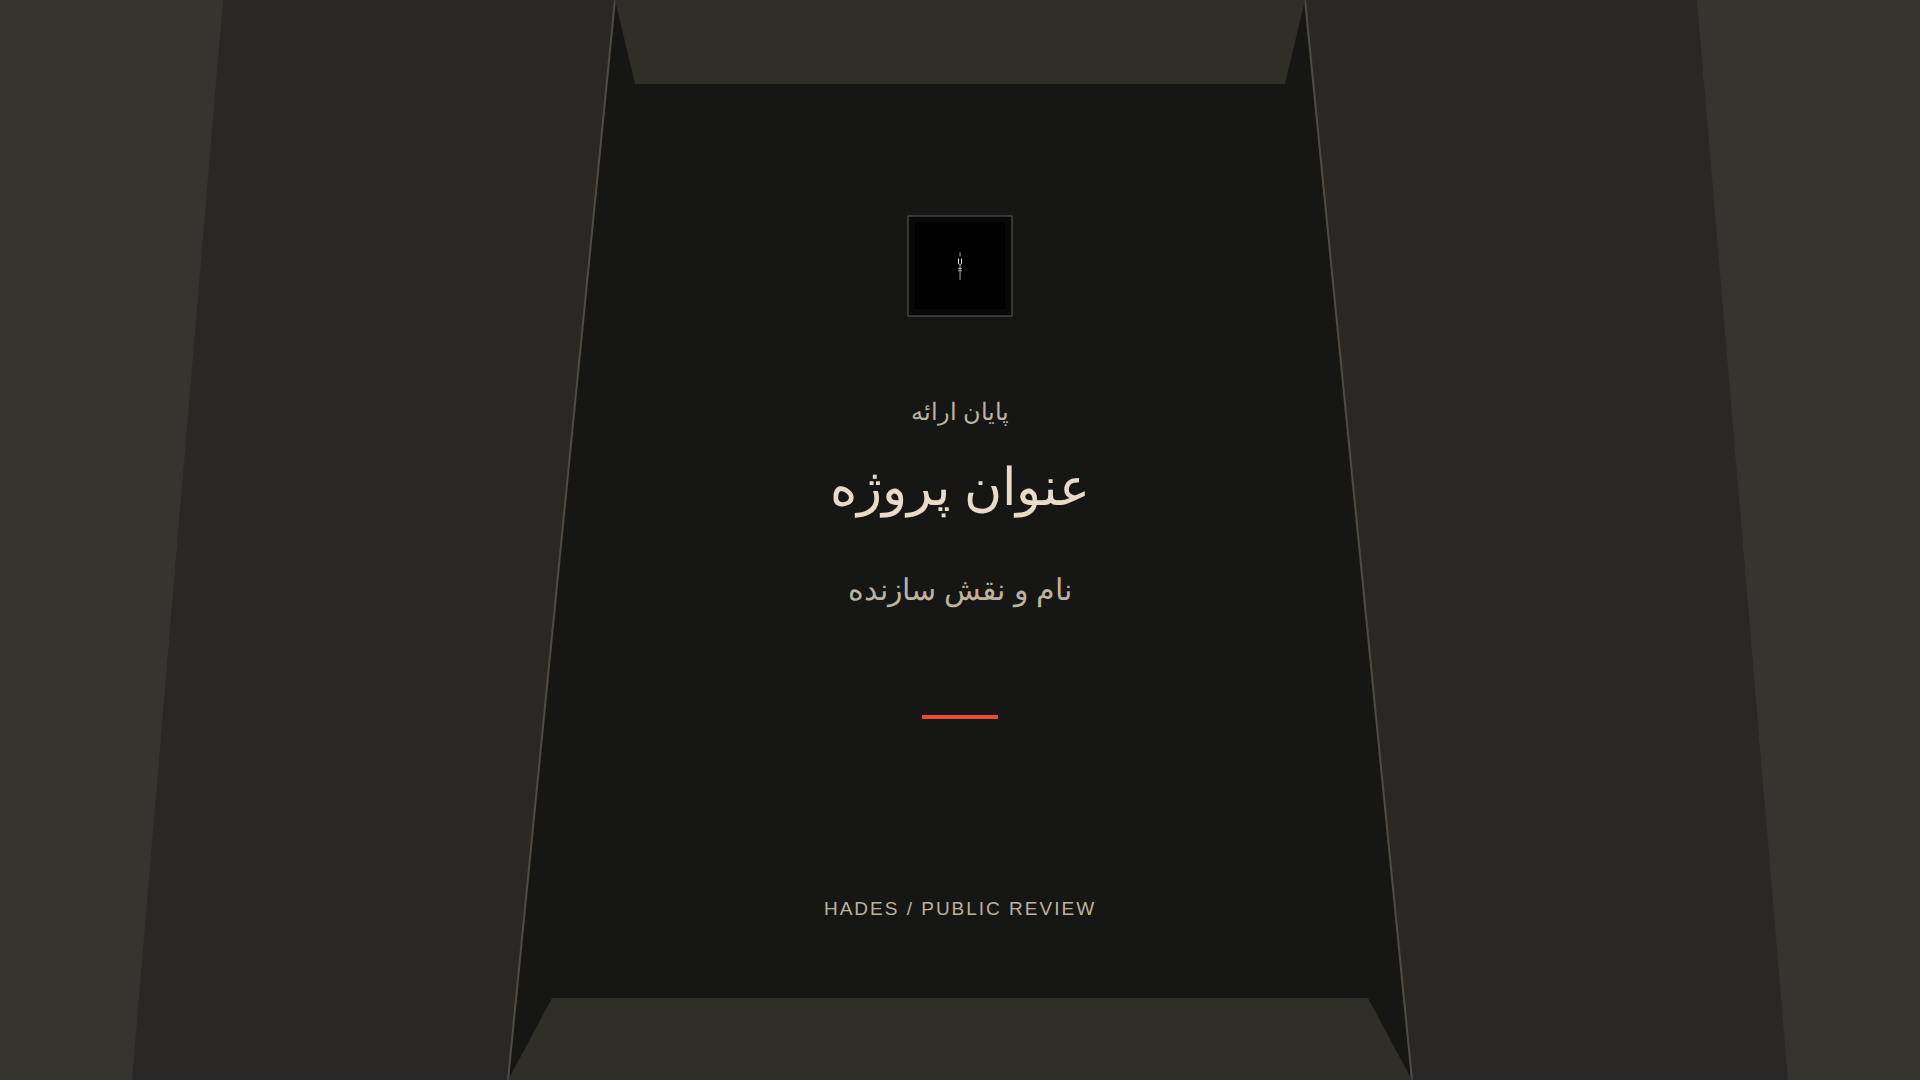 پایان ارائه
عنوان پروژه
نام و نقش سازنده
HADES / PUBLIC REVIEW